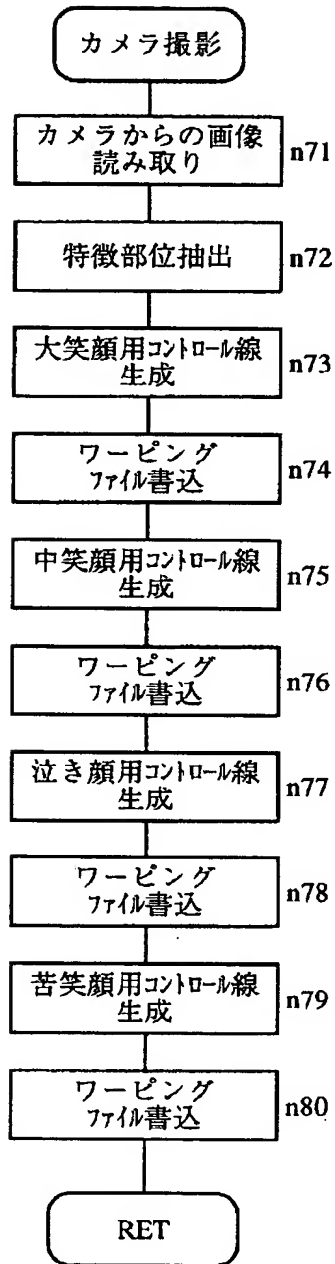 カメラ撮影
カメラからの画像
読み取り
n71
特徴部位抽出
n72
大笑顔用コントロール線
生成
n73
ワーピング
ファイル書込
n74
中笑顔用コントロール線
生成
n75
ワーピング
ファイル書込
n76
泣き顔用コントロール線
生成
n77
ワーピング
ファイル書込
n78
苦笑顔用コントロール線
生成
n79
ワーピング
ファイル書込
n80
RET